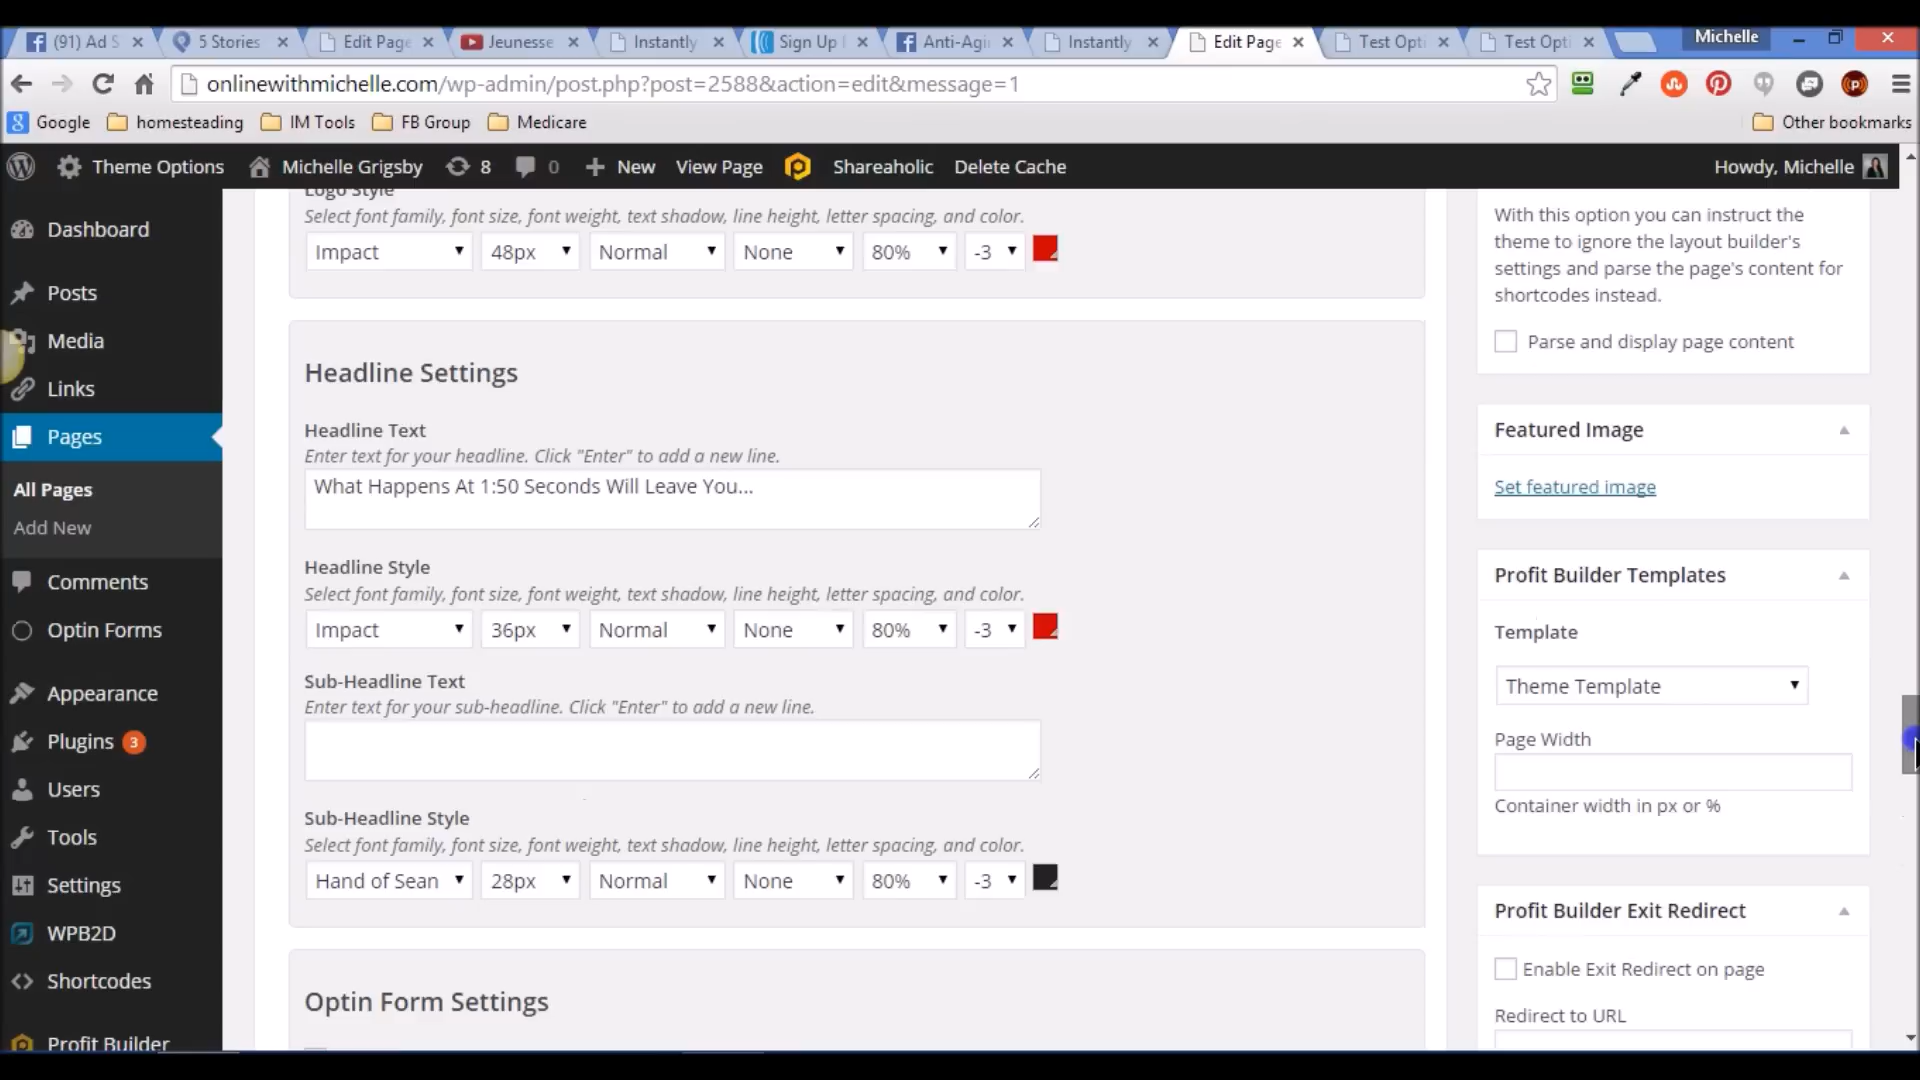 (91) Ad S
5 Stories
Edit Page
Jeunesse
Instantly
Sign Up
Anti-Agi
Instantly
Edit Page
Test Opti
Test Opti
Michelle
onlinewithmichelle.com/wp-admin/post.php?post=2588&action=edit&message=1
Google
homesteading
IM Tools
FB Group
Medicare
Other bookmarks
Theme Options
Michelle Grigsby
8
0
New
View Page
Shareaholic
Delete Cache
Howdy, Michelle
Dashboard
Posts
Media
Links
Pages
All Pages
Add New
Comments
Optin Forms
Appearance
Plugins 3
Users
Tools
Settings
WPB2D
Shortcodes
Profit Builder
Logo Style
Select font family, font size, font weight, text shadow, line height, letter spacing, and color.
Impact 48px Normal None 80% -3
Headline Settings
Headline Text
Enter text for your headline. Click "Enter" to add a new line.
What Happens At 1:50 Seconds Will Leave You...
Headline Style
Select font family, font size, font weight, text shadow, line height, letter spacing, and color.
Impact 36px Normal None 80% -3
Sub-Headline Text
Enter text for your sub-headline. Click "Enter" to add a new line.
Sub-Headline Style
Select font family, font size, font weight, text shadow, line height, letter spacing, and color.
Hand of Sean 28px Normal None 80% -3
Optin Form Settings
With this option you can instruct the
theme to ignore the layout builder's
settings and parse the page's content for
shortcodes instead.
Parse and display page content
Featured Image
Set featured image
Profit Builder Templates
Template
Theme Template
Page Width
Container width in px or %
Profit Builder Exit Redirect
Enable Exit Redirect on page
Redirect to URL